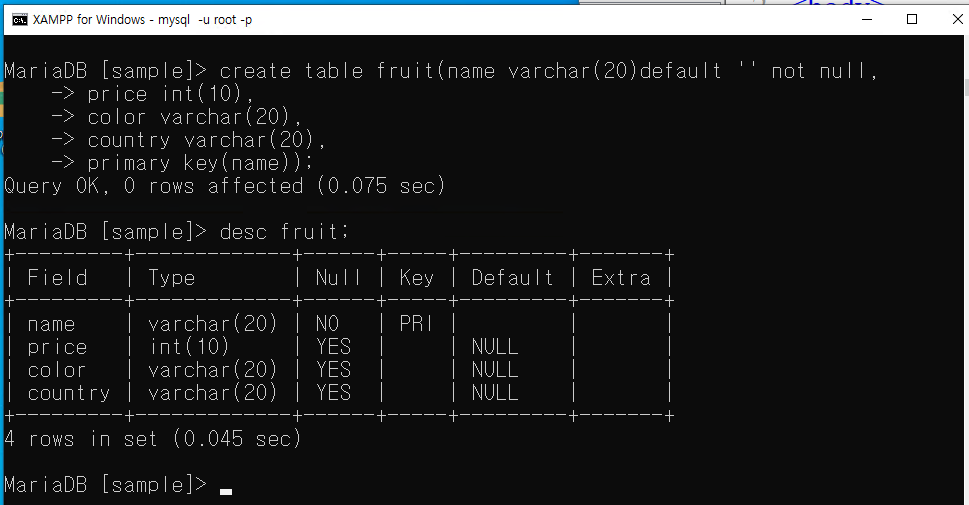 XAMPP for Windows - mysql  -u root -p
MariaDB [sample]> create table fruit(name varchar(20)default '' not null,
    -> price int(10),
    -> color varchar(20),
    -> country varchar(20),
    -> primary key(name));
Query OK, 0 rows affected (0.075 sec)
MariaDB [sample]> desc fruit;
+---------+-------------+------+-----+---------+-------+
| Field   | Type        | Null | Key | Default | Extra |
+---------+-------------+------+-----+---------+-------+
| name    | varchar(20) | NO   | PRI |         |       |
| price   | int(10)     | YES  |     | NULL    |       |
| color   | varchar(20) | YES  |     | NULL    |       |
| country | varchar(20) | YES  |     | NULL    |       |
+---------+-------------+------+-----+---------+-------+
4 rows in set (0.045 sec)
MariaDB [sample]>